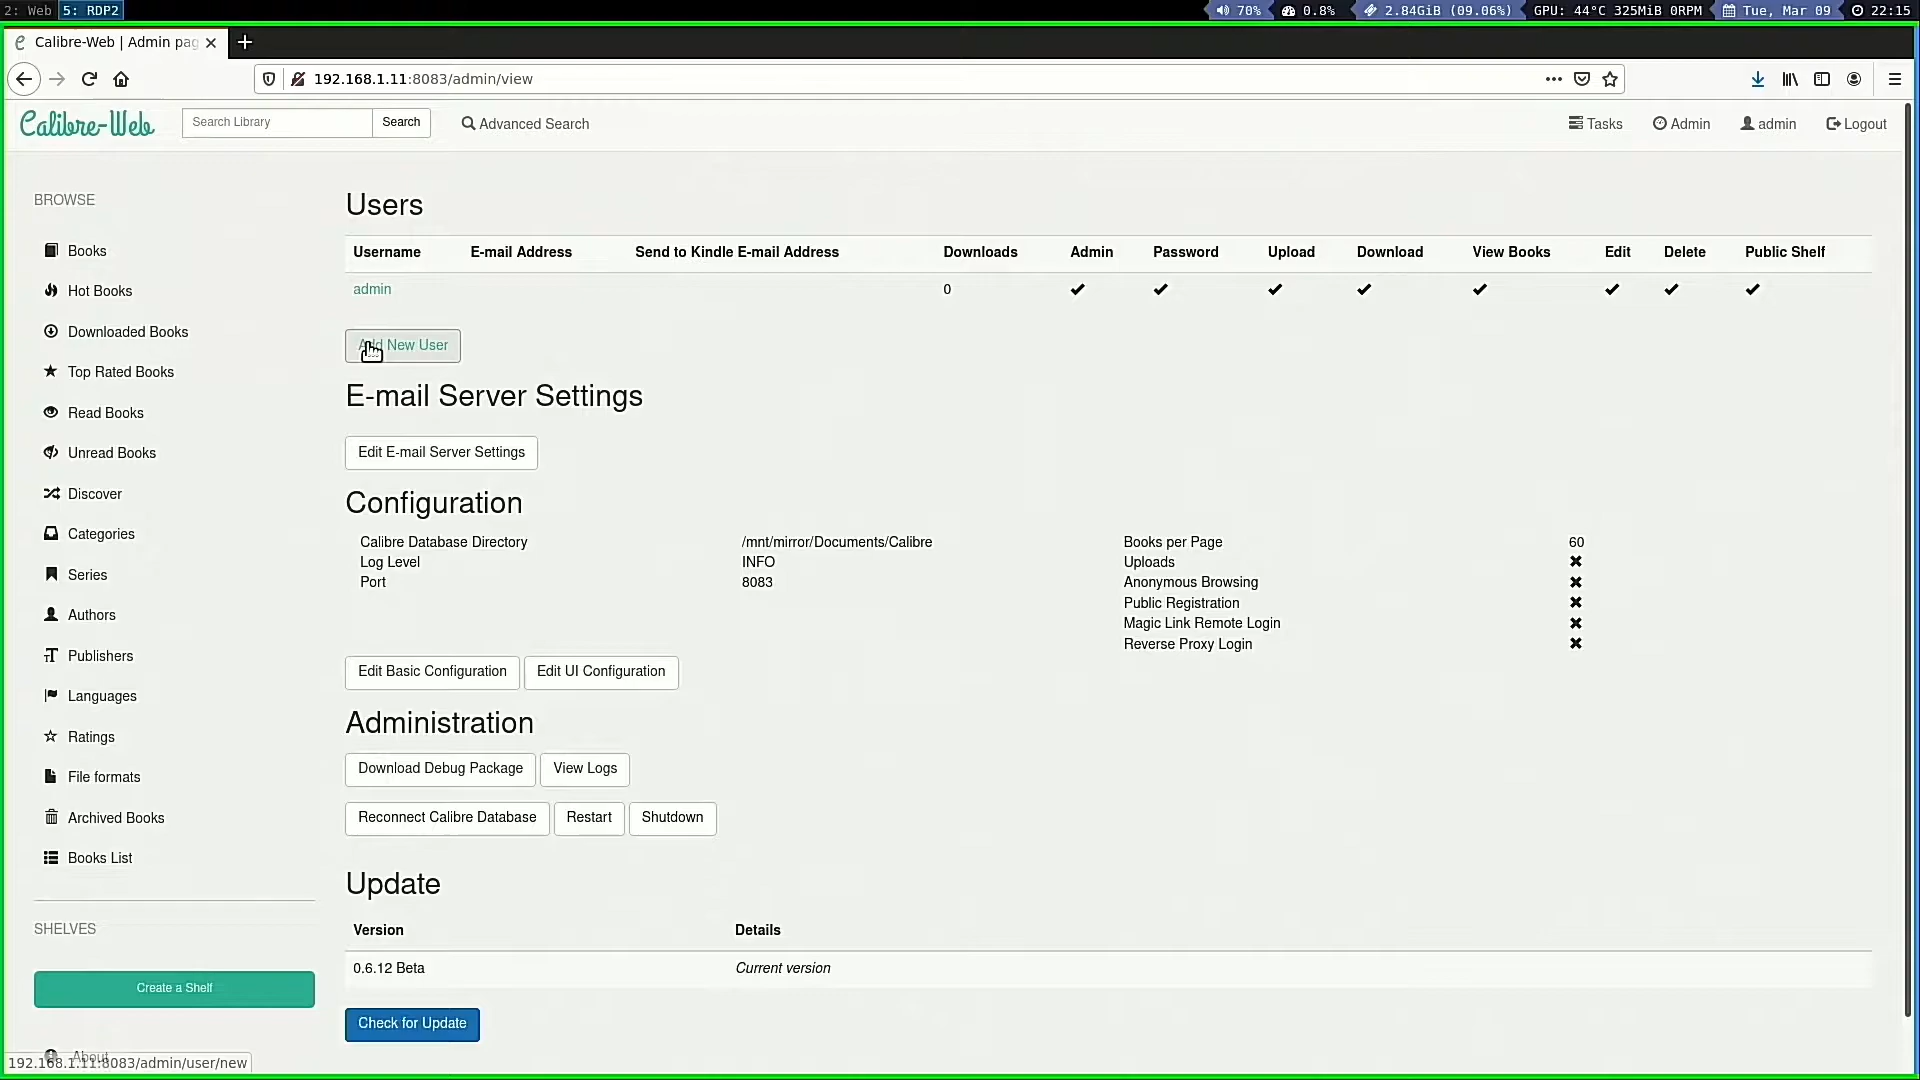 2: Web 5: RDP2 70% 0.8% 2.84GiB (09.06%) GPU: 44°C 325MiB 0RPM Tue, Mar 09 22:15
Calibre-Web | Admin pag
192.168.1.11:8083/admin/view
Calibre-Web Search Library Search Advanced Search Tasks Admin admin Logout
BROWSE
Books
Hot Books
Downloaded Books
Top Rated Books
Read Books
Unread Books
Discover
Categories
Series
Authors
Publishers
Languages
Ratings
File formats
Archived Books
Books List
SHELVES
Create a Shelf
About
Users
Username E-mail Address Send to Kindle E-mail Address Downloads Admin Password Upload Download View Books Edit Delete Public Shelf
admin 0
Add New User
E-mail Server Settings
Edit E-mail Server Settings
Configuration
Calibre Database Directory /mnt/mirror/Documents/Calibre
Log Level INFO
Port 8083
Books per Page 60
Uploads
Anonymous Browsing
Public Registration
Magic Link Remote Login
Reverse Proxy Login
Edit Basic Configuration Edit UI Configuration
Administration
Download Debug Package View Logs
Reconnect Calibre Database Restart Shutdown
Update
Version Details
0.6.12 Beta Current version
Check for Update
192.168.1.11:8083/admin/user/new